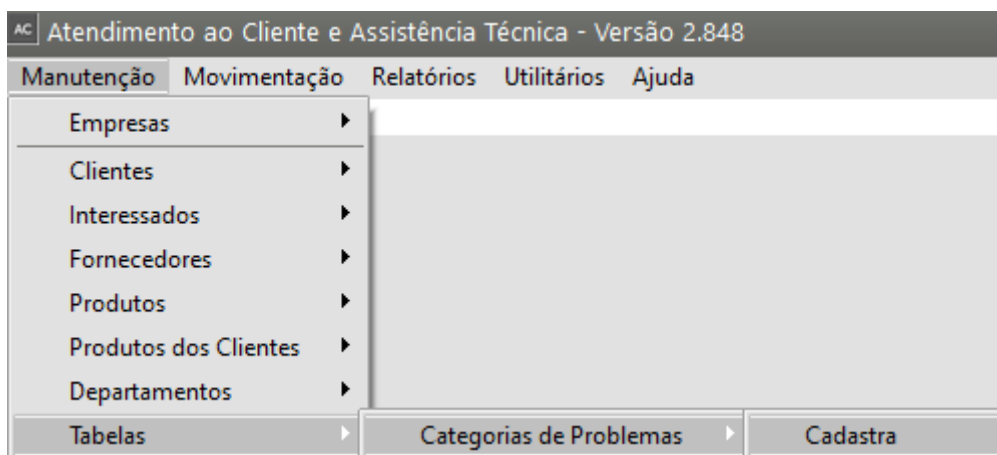 AC Atendimento ao Cliente e Assistência Técnica - Versão 2.848
Manutenção Movimentação Relatórios Utilitários Ajuda
Empresas
Clientes
Interessados
Fornecedores
Produtos
Produtos dos Clientes
Departamentos
Tabelas Categorias de Problemas Cadastra